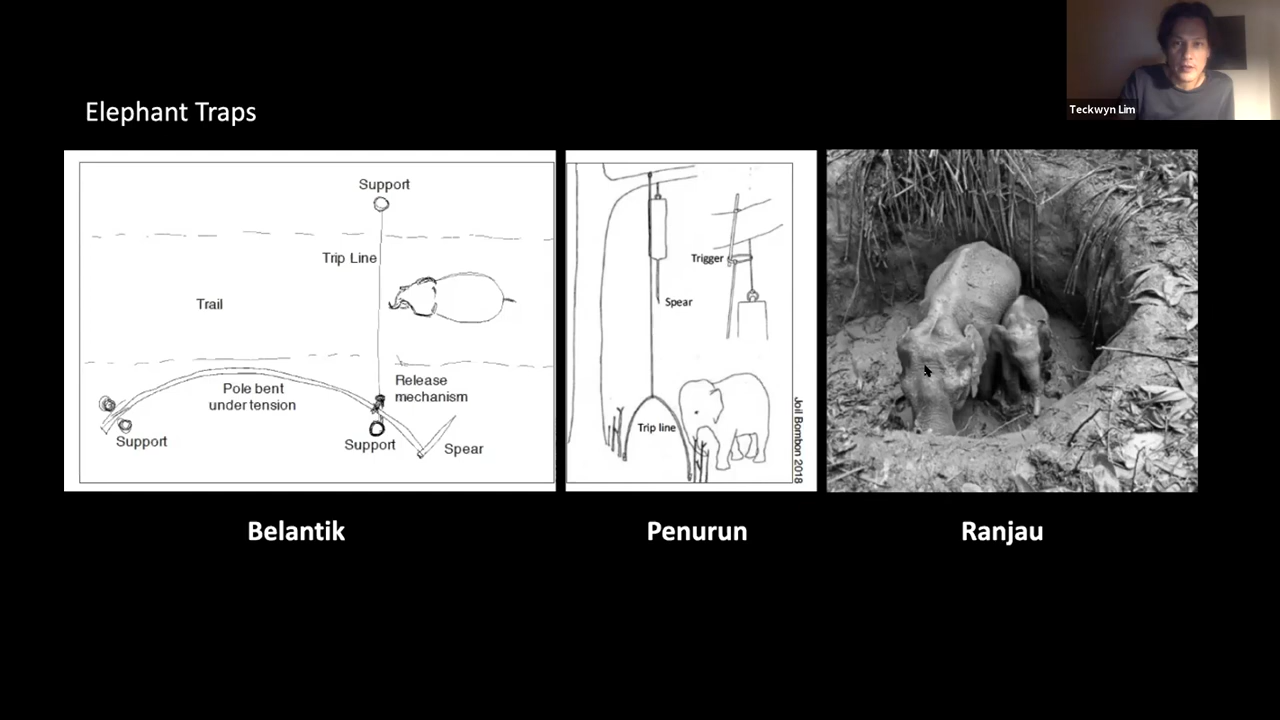 Teckwyn Lim
Elephant Traps
Support
Trip Line
Trail
Release
mechanism
Pole bent
under tension
Support
Support
Spear
Trigger
Spear
Trip line
Joil Bombon 2018
Belantik
Penurun
Ranjau